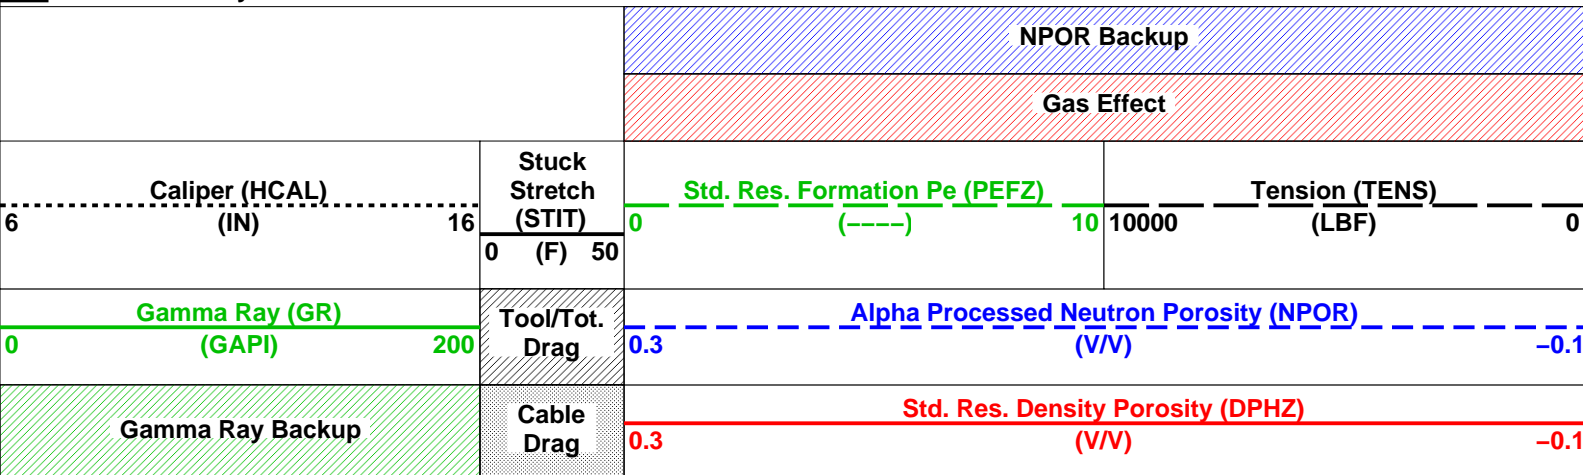 NPOR Backup
Gas Effect
Caliper (HCAL)
6 (IN) 16
Stuck
Stretch
(STIT)
0 (F) 50
Std. Res. Formation Pe (PEFZ)
0 (−−−−) 10
Tension (TENS)
10000 (LBF) 0
Gamma Ray (GR)
0 (GAPI) 200
Tool/Tot.
Drag
Alpha Processed Neutron Porosity (NPOR)
0.3 (V/V) −0.1
Gamma Ray Backup
Cable
Drag
Std. Res. Density Porosity (DPHZ)
0.3 (V/V) −0.1